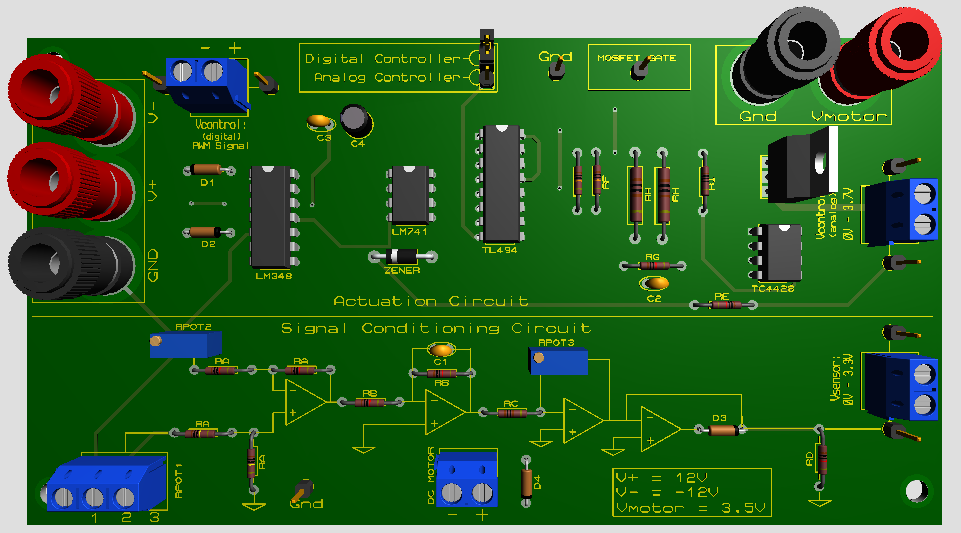 Digital Controller
Analog Controller
Gnd
MOSFET GATE
Gnd
Vmotor
V-
V+
GND
- +
Vcontrol:
(digital)
PWM Signal
C3
C4
D1
D2
LM348
LM741
ZENER
TL494
RF
RH
RH
RI
RG
C2
TC4428
RE
Vcontrol:
(analog)
0V - 3.7V
Actuation Circuit
Signal Conditioning Circuit
RPOT2
RA
RA
RA
RA
RB
C1
RB
RC
RPOT3
D3
RD
Vsensor:
0V - 3.3V
RPOT1
1 2 3
Gnd
DC MOTOR
- +
D4
V+ = 12V
V- = -12V
Vmotor = 3.5V